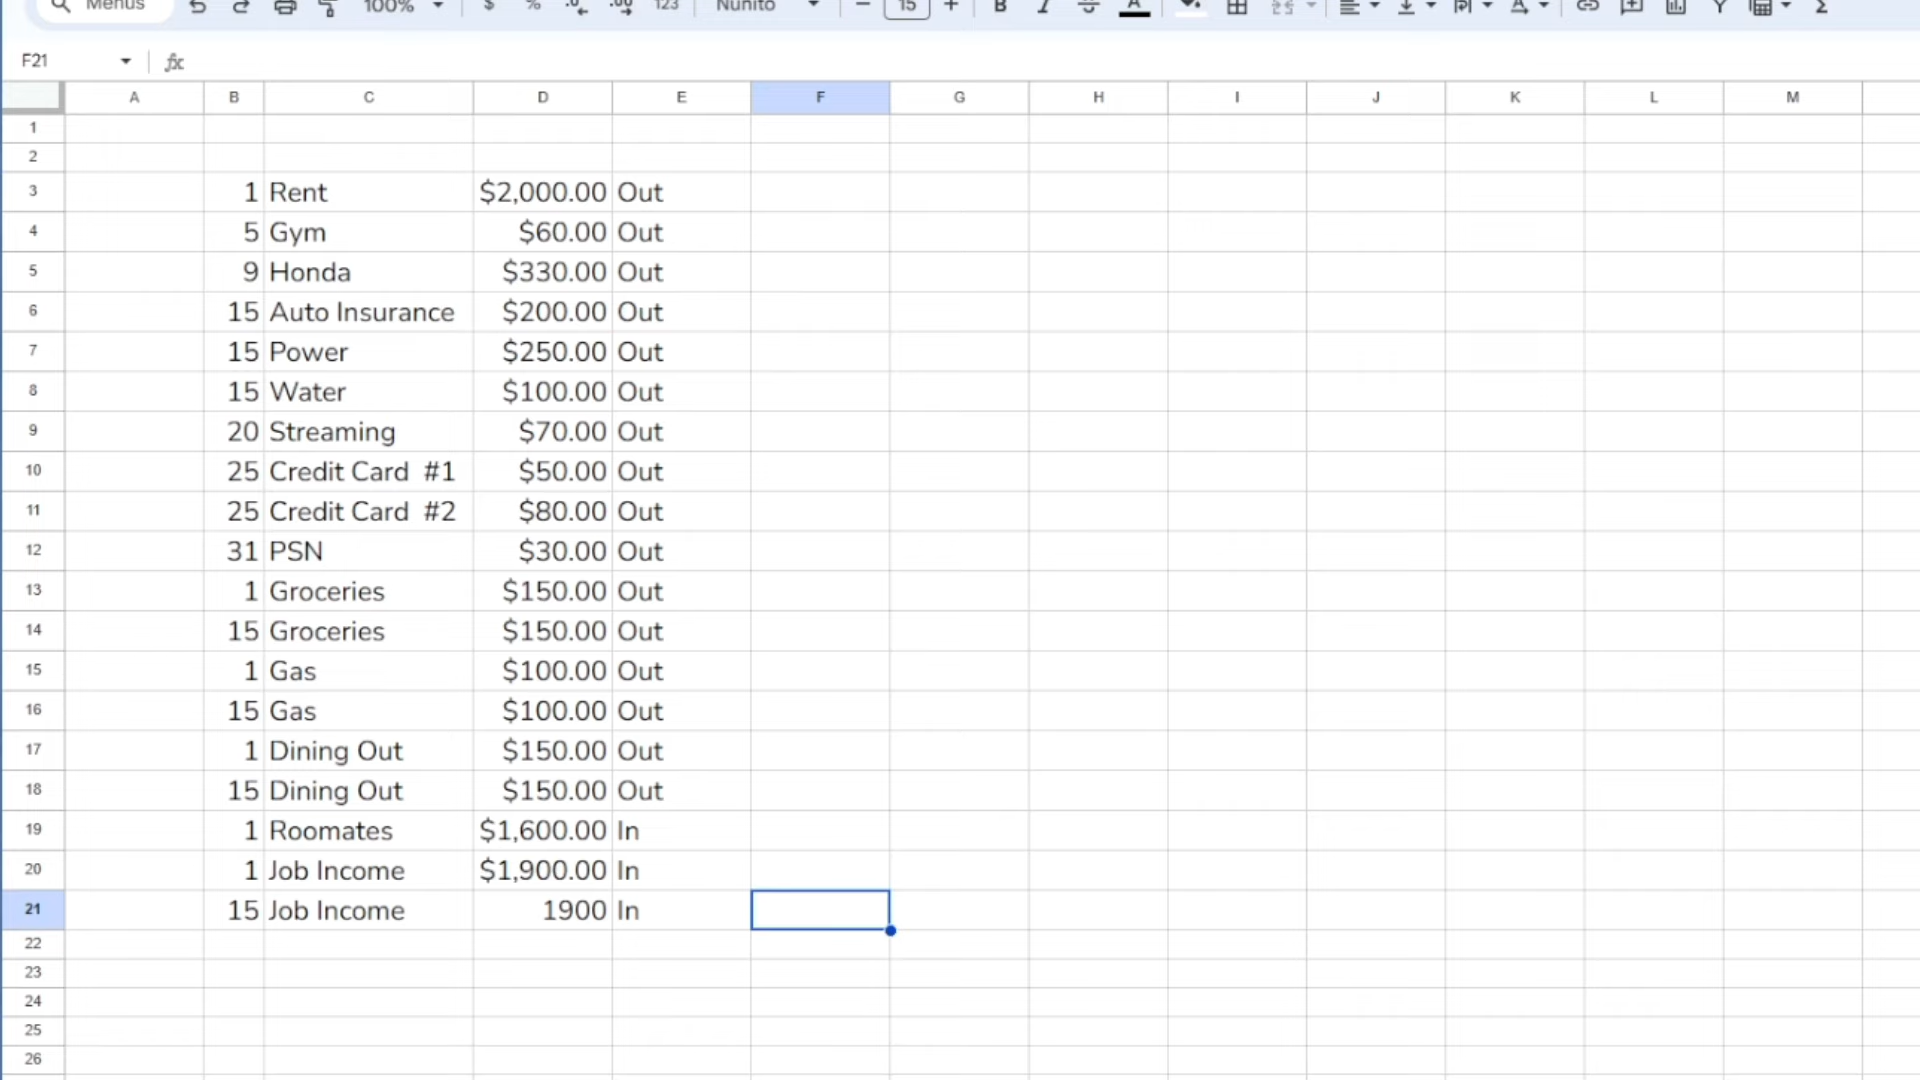 Menus 100% $ % .0 .00 123 Nunito 15 B I A
F21 fx
A B C D E F G H I J K L M
1
2
3 1 Rent $2,000.00 Out
4 5 Gym $60.00 Out
5 9 Honda $330.00 Out
6 15 Auto Insurance $200.00 Out
7 15 Power $250.00 Out
8 15 Water $100.00 Out
9 20 Streaming $70.00 Out
10 25 Credit Card #1 $50.00 Out
11 25 Credit Card #2 $80.00 Out
12 31 PSN $30.00 Out
13 1 Groceries $150.00 Out
14 15 Groceries $150.00 Out
15 1 Gas $100.00 Out
16 15 Gas $100.00 Out
17 1 Dining Out $150.00 Out
18 15 Dining Out $150.00 Out
19 1 Roomates $1,600.00 In
20 1 Job Income $1,900.00 In
21 15 Job Income 1900 In
22
23
24
25
26